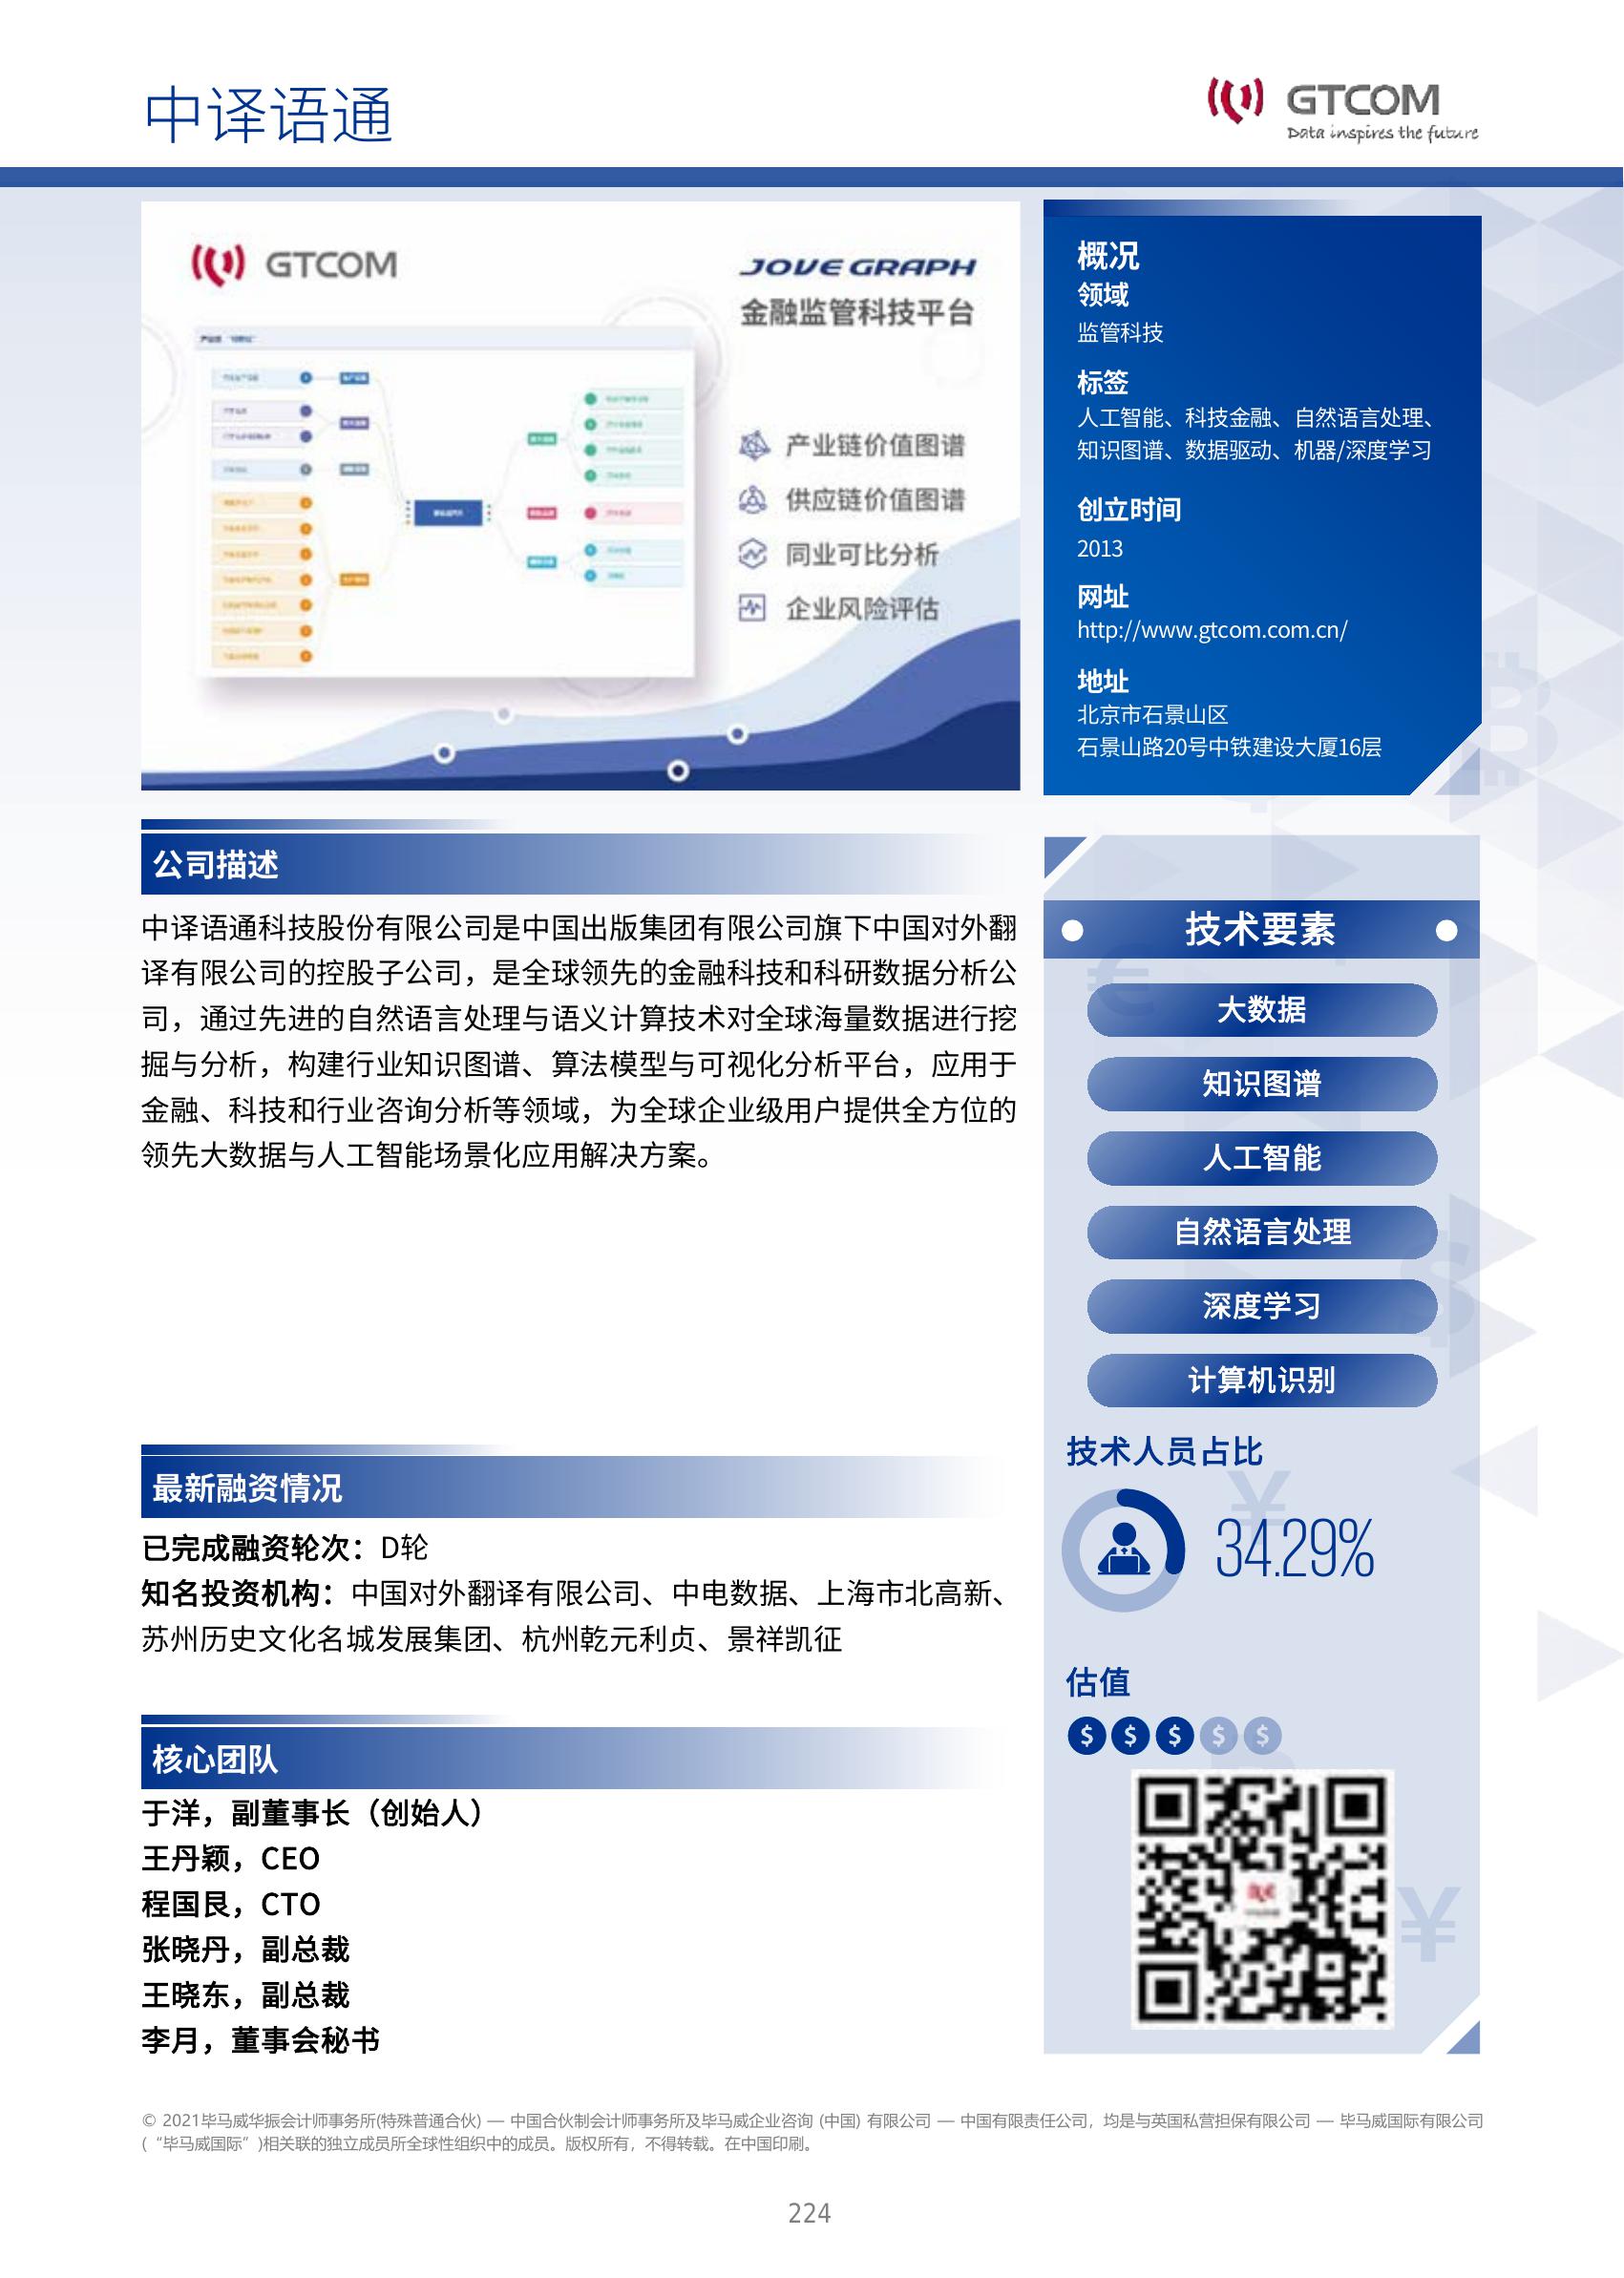 中译语通
GTCOM
Data inspires the future
GTCOM
JOVE GRAPH
金融监管科技平台
产业链价值图谱
供应链价值图谱
同业可比分析
企业风险评估
概况
领域
监管科技
标签
人工智能、科技金融、自然语言处理、
知识图谱、数据驱动、机器/深度学习
创立时间
2013
网址
http://www.gtcom.com.cn/
地址
北京市石景山区
石景山路20号中铁建设大厦16层
公司描述
中译语通科技股份有限公司是中国出版集团有限公司旗下中国对外翻
译有限公司的控股子公司，是全球领先的金融科技和科研数据分析公
司，通过先进的自然语言处理与语义计算技术对全球海量数据进行挖
掘与分析，构建行业知识图谱、算法模型与可视化分析平台，应用于
金融、科技和行业咨询分析等领域，为全球企业级用户提供全方位的
领先大数据与人工智能场景化应用解决方案。
技术要素
大数据
知识图谱
人工智能
自然语言处理
深度学习
计算机识别
技术人员占比
34.29%
估值
最新融资情况
已完成融资轮次：D轮
知名投资机构：中国对外翻译有限公司、中电数据、上海市北高新、
苏州历史文化名城发展集团、杭州乾元利贞、景祥凯征
核心团队
于洋，副董事长（创始人）
王丹颖，CEO
程国艮，CTO
张晓丹，副总裁
王晓东，副总裁
李月，董事会秘书
© 2021毕马威华振会计师事务所(特殊普通合伙) — 中国合伙制会计师事务所及毕马威企业咨询 (中国) 有限公司 — 中国有限责任公司，均是与英国私营担保有限公司 — 毕马威国际有限公司
(“毕马威国际”)相关联的独立成员所全球性组织中的成员。版权所有，不得转载。在中国印刷。
224